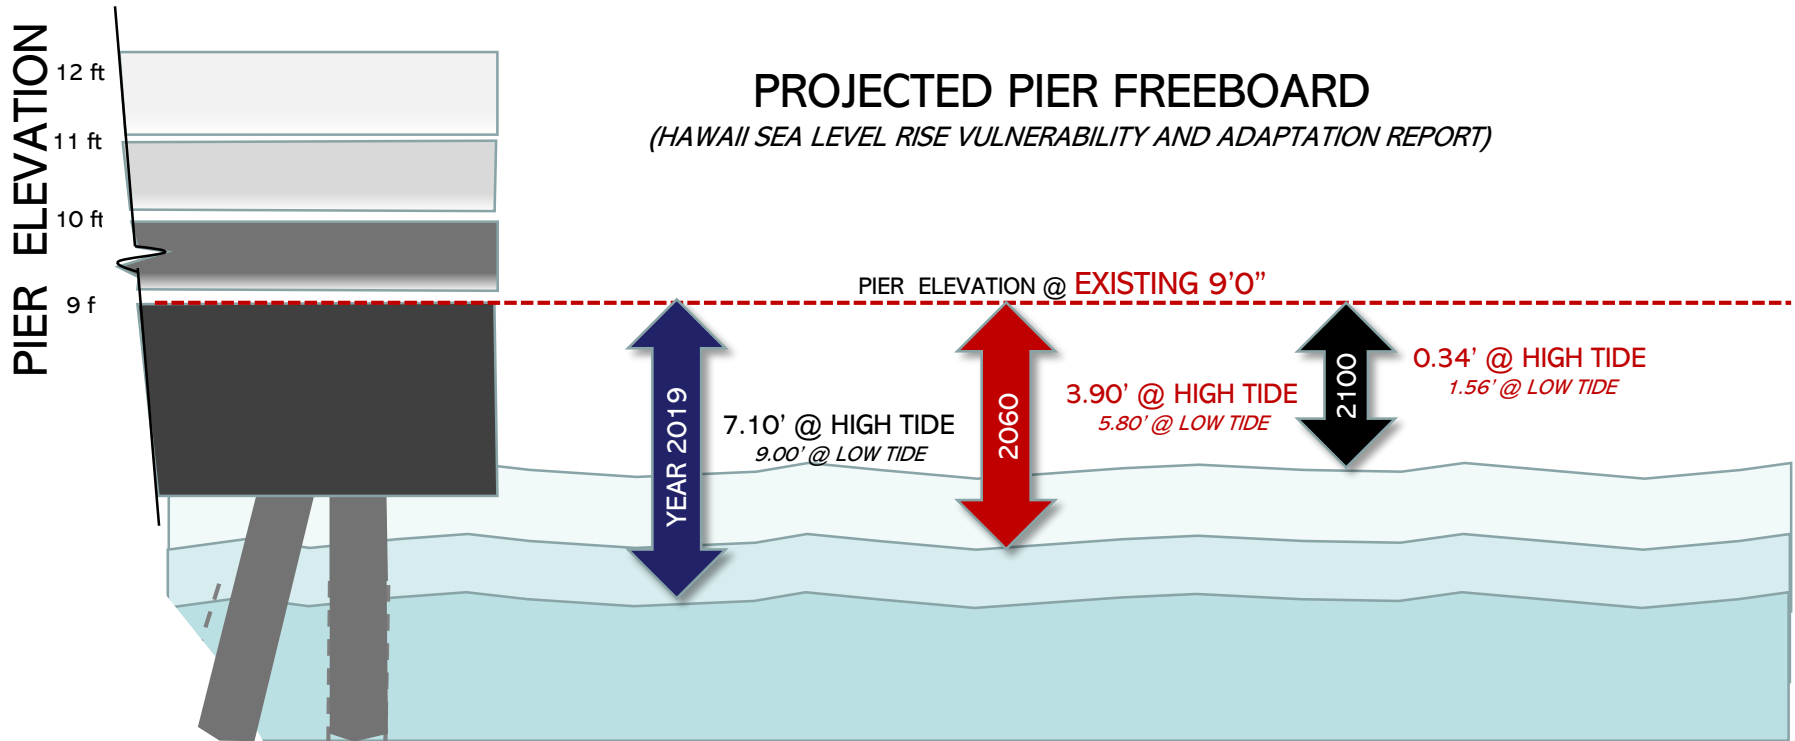 PIER ELEVATION
12 ft
11 ft
10 ft
9 f
PROJECTED PIER FREEBOARD
(HAWAII SEA LEVEL RISE VULNERABILITY AND ADAPTATION REPORT)
PIER ELEVATION @ EXISTING 9'0”
YEAR 2019
7.10' @ HIGH TIDE
9.00' @ LOW TIDE
2060
3.90' @ HIGH TIDE
5.80' @ LOW TIDE
2100
0.34' @ HIGH TIDE
1.56' @ LOW TIDE